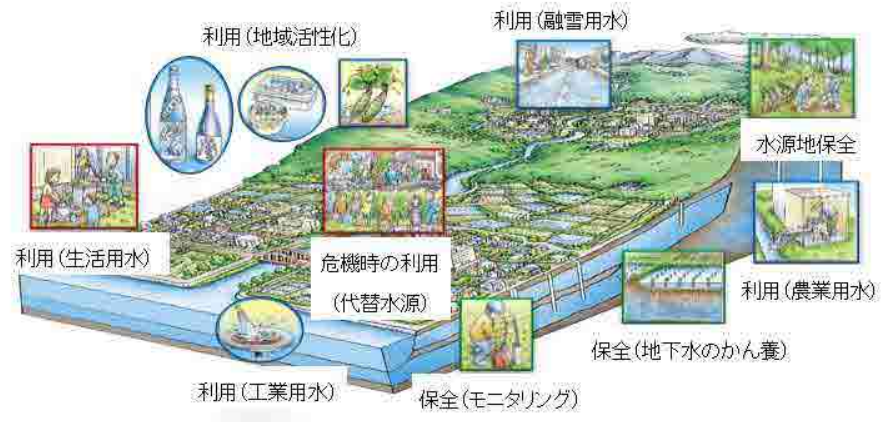 利用(地域活性化)
利用(融雪用水)
水源地保全
利用(生活用水)
危機時の利用
(代替水源)
利用(農業用水)
保全(地下水のかん養)
利用(工業用水)
保全(モニタリング)